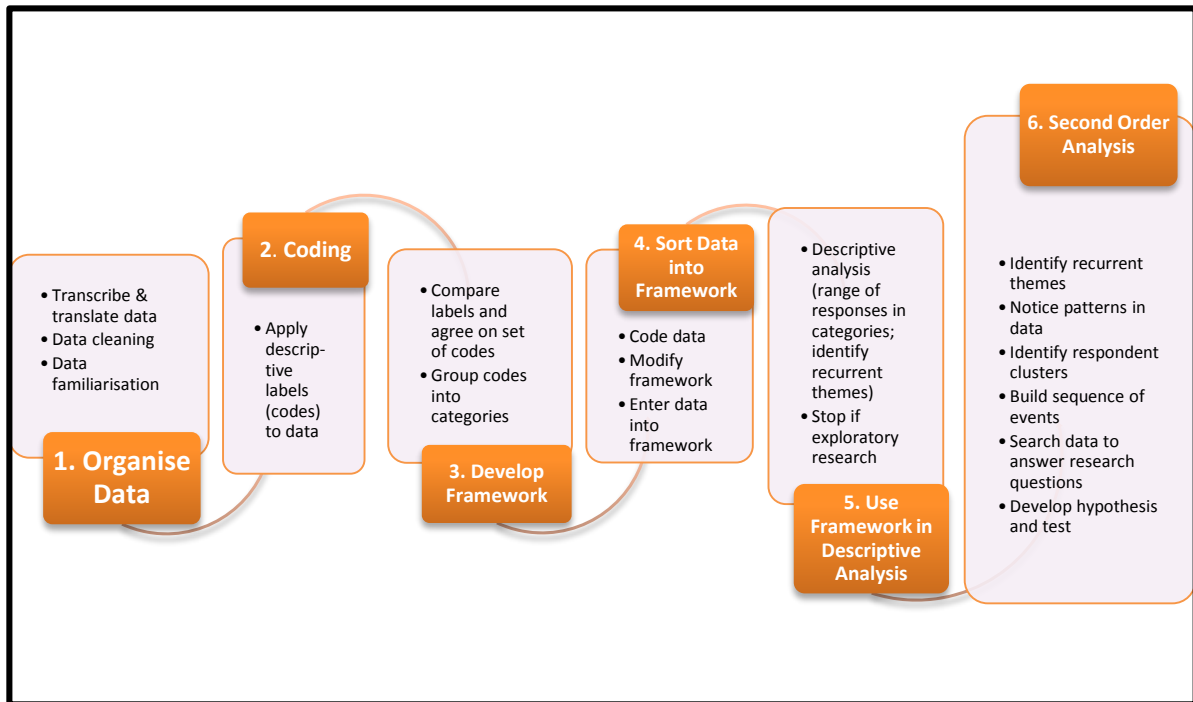 1. Organise
Data
• Transcribe &
translate data
• Data cleaning
• Data
familiarisation
2. Coding
• Apply
descrip-
tive
labels
(codes)
to data
3. Develop
Framework
• Compare
labels and
agree on set
of codes
• Group codes
into
categories
4. Sort Data
into
Framework
• Code data
• Modify
framework
• Enter data
into
framework
5. Use
Framework in
Descriptive
Analysis
• Descriptive
analysis
(range of
responses in
categories;
identify
recurrent
themes)
• Stop if
exploratory
research
6. Second Order
Analysis
• Identify recurrent
themes
• Notice patterns in
data
• Identify respondent
clusters
• Build sequence of
events
• Search data to
answer research
questions
• Develop hypothesis
and test